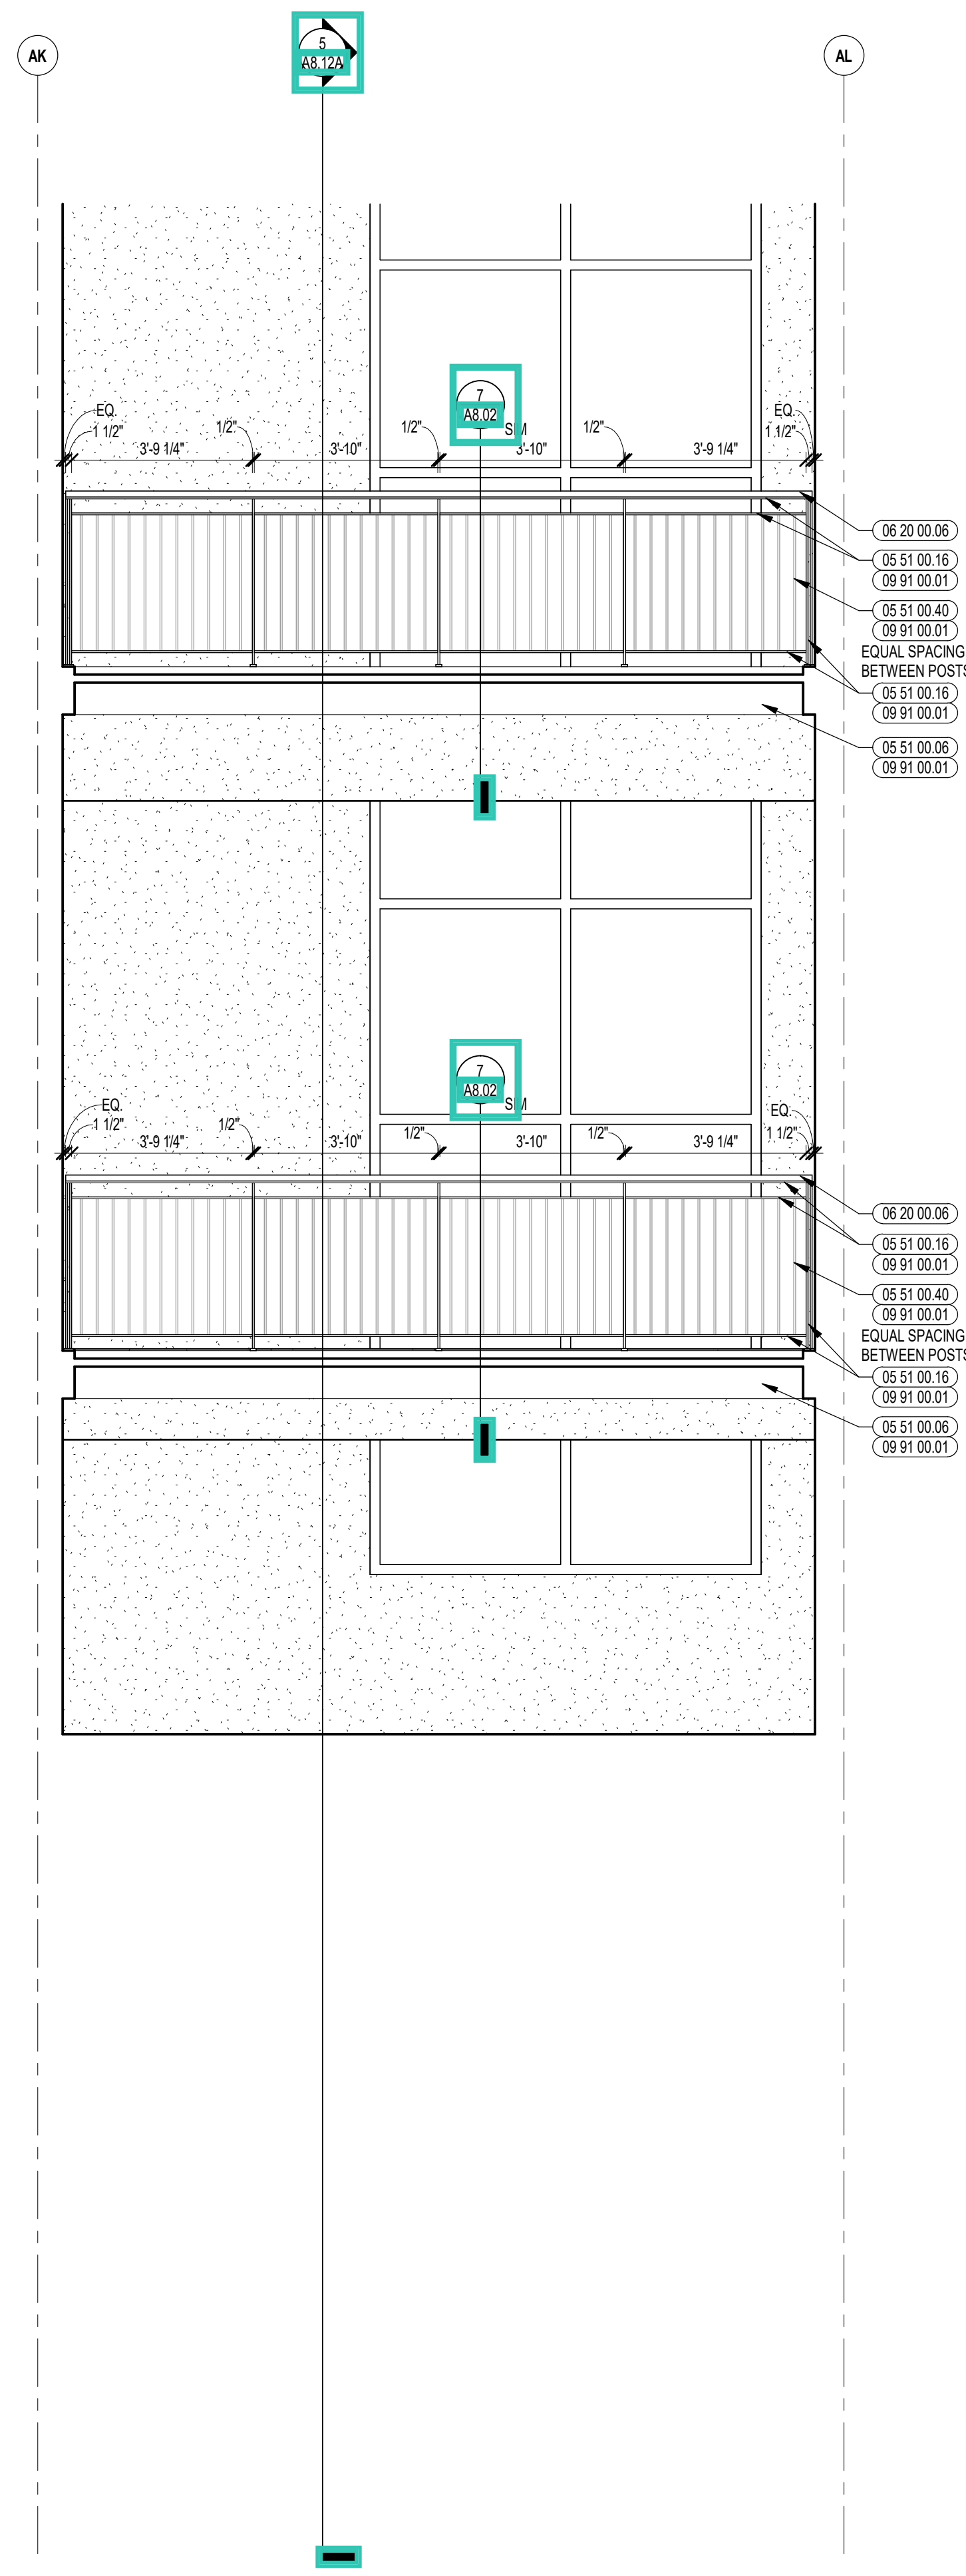 AK
5
A8.12A
AL
7
A8.02
SIM
EQ.
1 1/2"
3'-9 1/4"
1/2"
3'-10"
1/2"
3'-10"
1/2"
3'-9 1/4"
EQ.
1 1/2"
06 20 00.06
05 51 00.16
09 91 00.01
05 51 00.40
09 91 00.01
EQUAL SPACING
BETWEEN POSTS
05 51 00.16
09 91 00.01
05 51 00.06
09 91 00.01
7
A8.02
SIM
EQ.
1 1/2"
3'-9 1/4"
1/2"
3'-10"
1/2"
3'-10"
1/2"
3'-9 1/4"
EQ.
1 1/2"
06 20 00.06
05 51 00.16
09 91 00.01
05 51 00.40
09 91 00.01
EQUAL SPACING
BETWEEN POSTS
05 51 00.16
09 91 00.01
05 51 00.06
09 91 00.01